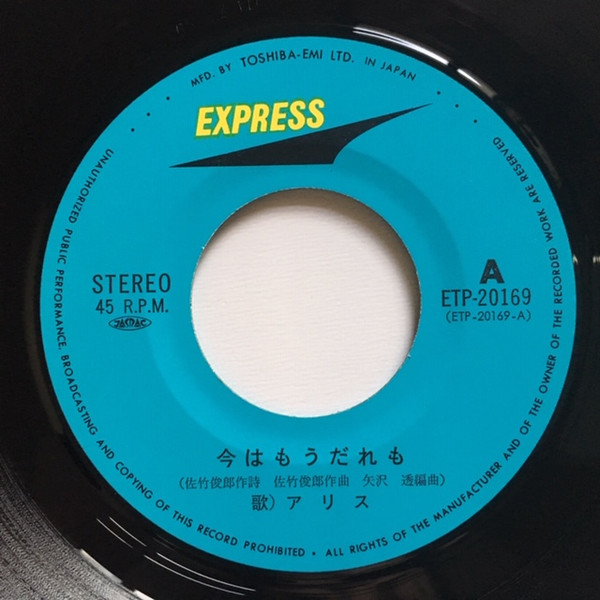 MFD. BY TOSHIBA-EMI LTD. IN JAPAN
EXPRESS
STEREO
45 R.P.M.
JASRAC
A
ETP-20169
(ETP-20169-A)
今はもうだれも
(佐竹俊郎作詩 佐竹俊郎作曲 矢沢 透編曲)
歌)アリス
UNAUTHORIZED PUBLIC PERFORMANCE, BROADCASTING AND COPYING OF THIS RECORD PROHIBITED • ALL RIGHTS OF THE MANUFACTURER AND OF THE OWNER OF THE RECORDED WORK ARE RESERVED